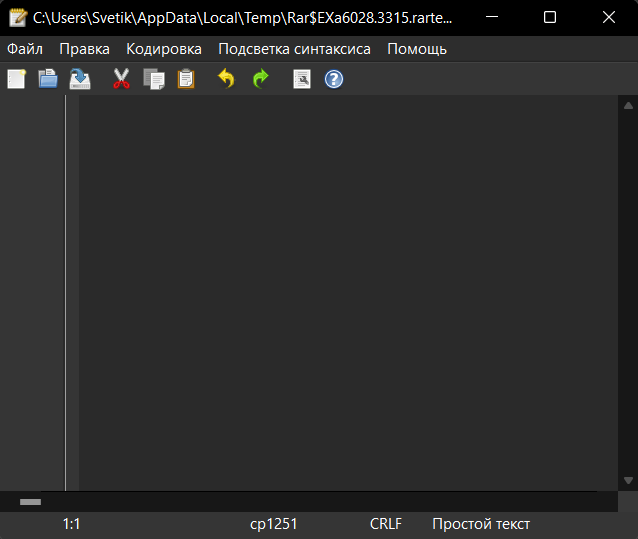 C:\Users\Svetik\AppData\Local\Temp\Rar$EXa6028.3315.rarte...
Файл Правка Кодировка Подсветка синтаксиса Помощь
1:1 cp1251 CRLF Простой текст